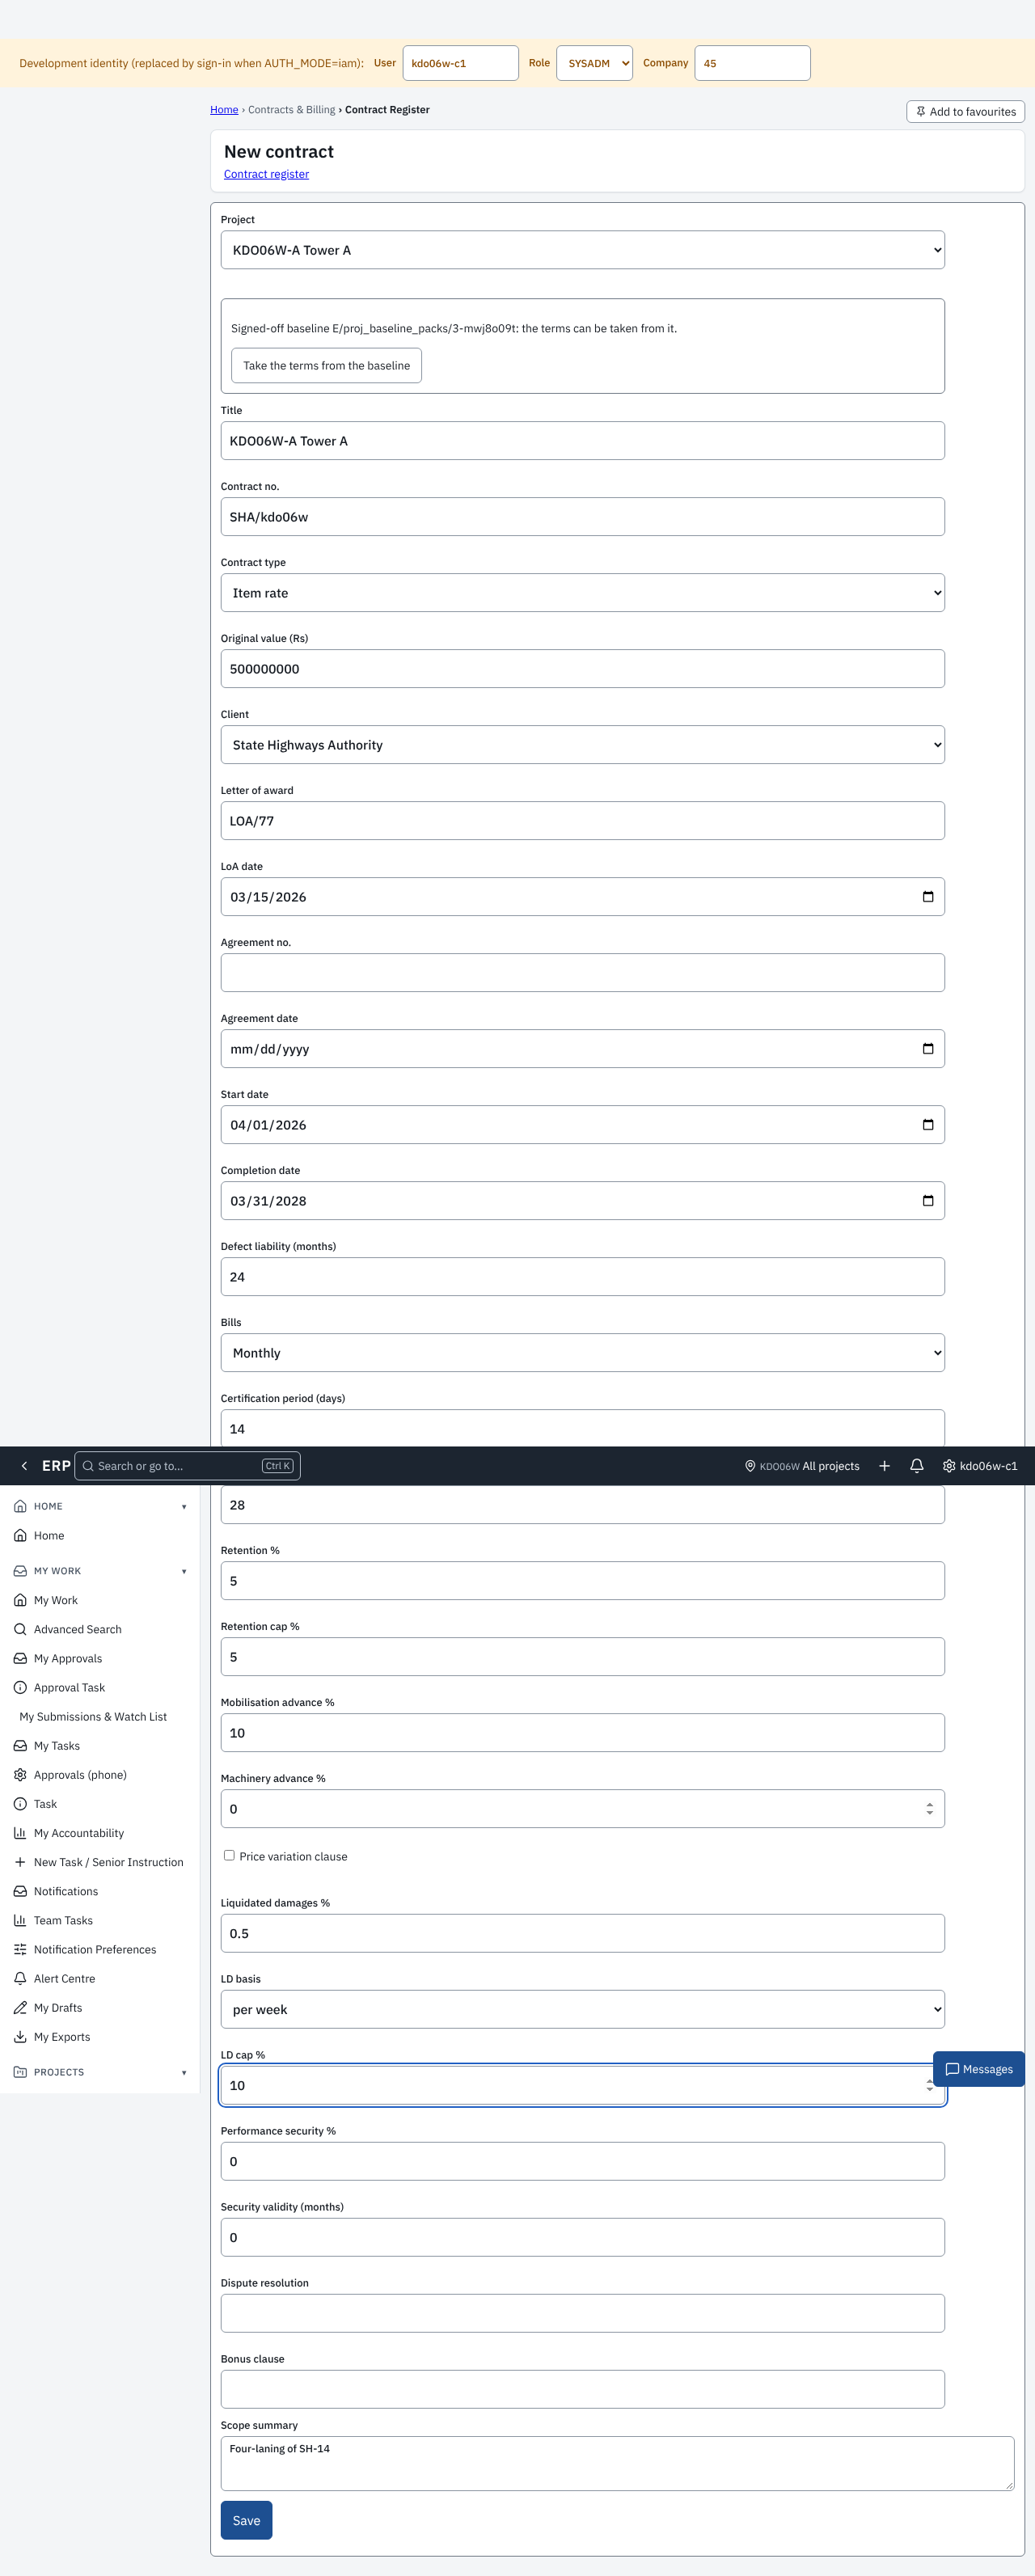 Development identity (replaced by sign-in when AUTH_MODE=iam): User kdo06w-c1 Role SYSADM Company 45
Home › Contracts & Billing › Contract Register
Add to favourites
New contract
Contract register
Project
KDO06W-A Tower A
Signed-off baseline E/proj_baseline_packs/3-mwj8o09t: the terms can be taken from it.
Take the terms from the baseline
Title
KDO06W-A Tower A
Contract no.
SHA/kdo06w
Contract type
Item rate
Original value (Rs)
500000000
Client
State Highways Authority
Letter of award
LOA/77
LoA date
03/15/2026
Agreement no.
Agreement date
mm/dd/yyyy
Start date
04/01/2026
Completion date
03/31/2028
Defect liability (months)
24
Bills
Monthly
Certification period (days)
14
ERP Search or go to... Ctrl K KDO06W All projects kdo06w-c1
28
Retention %
5
Retention cap %
5
Mobilisation advance %
10
Machinery advance %
0
Price variation clause
Liquidated damages %
0.5
LD basis
per week
LD cap %
10
Performance security %
0
Security validity (months)
0
Dispute resolution
Bonus clause
Scope summary
Four-laning of SH-14
Save
HOME
Home
MY WORK
My Work
Advanced Search
My Approvals
Approval Task
My Submissions & Watch List
My Tasks
Approvals (phone)
Task
My Accountability
New Task / Senior Instruction
Notifications
Team Tasks
Notification Preferences
Alert Centre
My Drafts
My Exports
PROJECTS
Messages